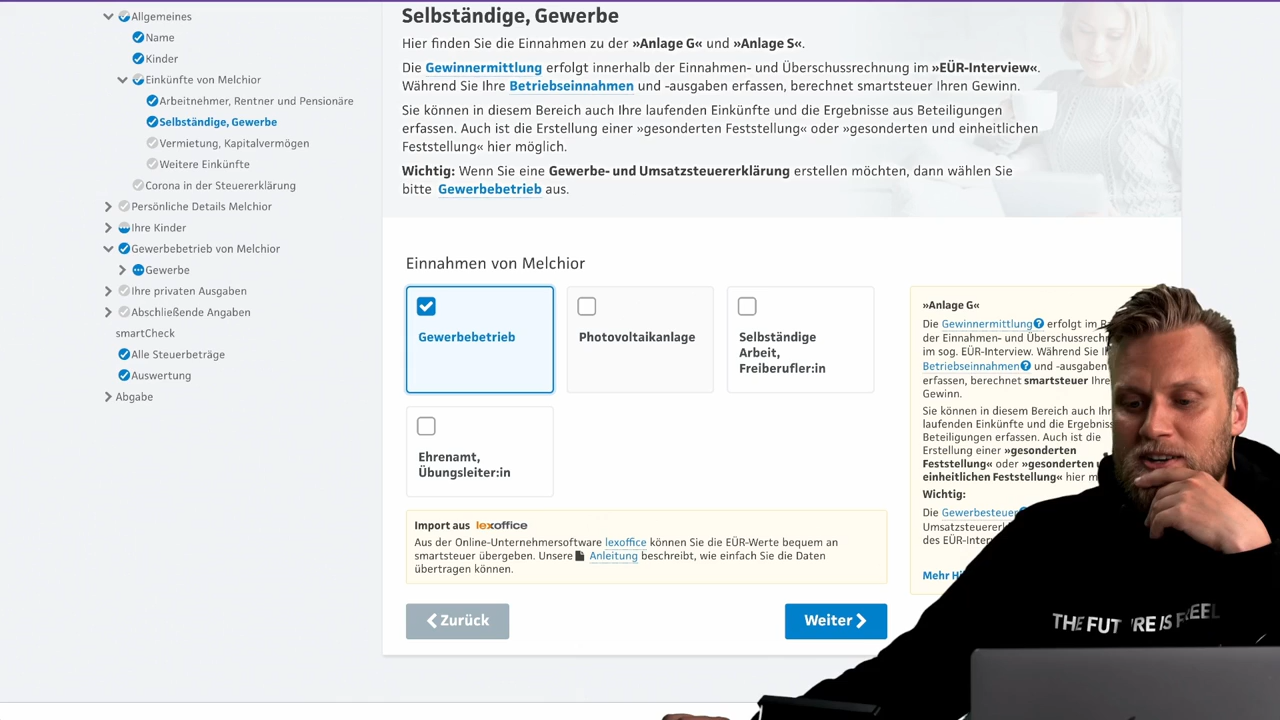 Allgemeines
Name
Kinder
Einkünfte von Melchior
Arbeitnehmer, Rentner und Pensionäre
Selbständige, Gewerbe
Vermietung, Kapitalvermögen
Weitere Einkünfte
Corona in der Steuererklärung
Persönliche Details Melchior
Ihre Kinder
Gewerbebetrieb von Melchior
Gewerbe
Ihre privaten Ausgaben
Abschließende Angaben
smartCheck
Alle Steuerbeträge
Auswertung
Abgabe
Selbständige, Gewerbe
Hier finden Sie die Einnahmen zu der »Anlage G« und »Anlage S«.
Die Gewinnermittlung erfolgt innerhalb der Einnahmen- und Überschussrechnung im »EÜR-Interview«.
Während Sie Ihre Betriebseinnahmen und -ausgaben erfassen, berechnet smartsteuer Ihren Gewinn.
Sie können in diesem Bereich auch Ihre laufenden Einkünfte und die Ergebnisse aus Beteiligungen
erfassen. Auch ist die Erstellung einer »gesonderten Feststellung« oder »gesonderten und einheitlichen
Feststellung« hier möglich.
Wichtig: Wenn Sie eine Gewerbe- und Umsatzsteuererklärung erstellen möchten, dann wählen Sie
bitte Gewerbebetrieb aus.
Einnahmen von Melchior
Gewerbebetrieb
Photovoltaikanlage
Selbständige
Arbeit,
Freiberufler:in
Ehrenamt,
Übungsleiter:in
Import aus lexoffice
Aus der Online-Unternehmersoftware lexoffice können Sie die EÜR-Werte bequem an
smartsteuer übergeben. Unsere Anleitung beschreibt, wie einfach Sie die Daten
übertragen können.
Zurück
Weiter
»Anlage G«
Die Gewinnermittlung erfolgt im
der Einnahmen- und Überschussrechn
im sog. EÜR-Interview. Während Sie
Betriebseinnahmen und -ausgaben
erfassen, berechnet smartsteuer Ihre
Gewinn.
Sie können in diesem Bereich auch Ihr
laufenden Einkünfte und die Ergebniss
Beteiligungen erfassen. Auch ist die
Erstellung einer »gesonderten
Feststellung« oder »gesonderten
einheitlichen Feststellung« hier
Wichtig:
Die Gewerbesteuer
Umsatzsteuererk
des EÜR-Inter
Mehr
THE FUTURE IS FREE